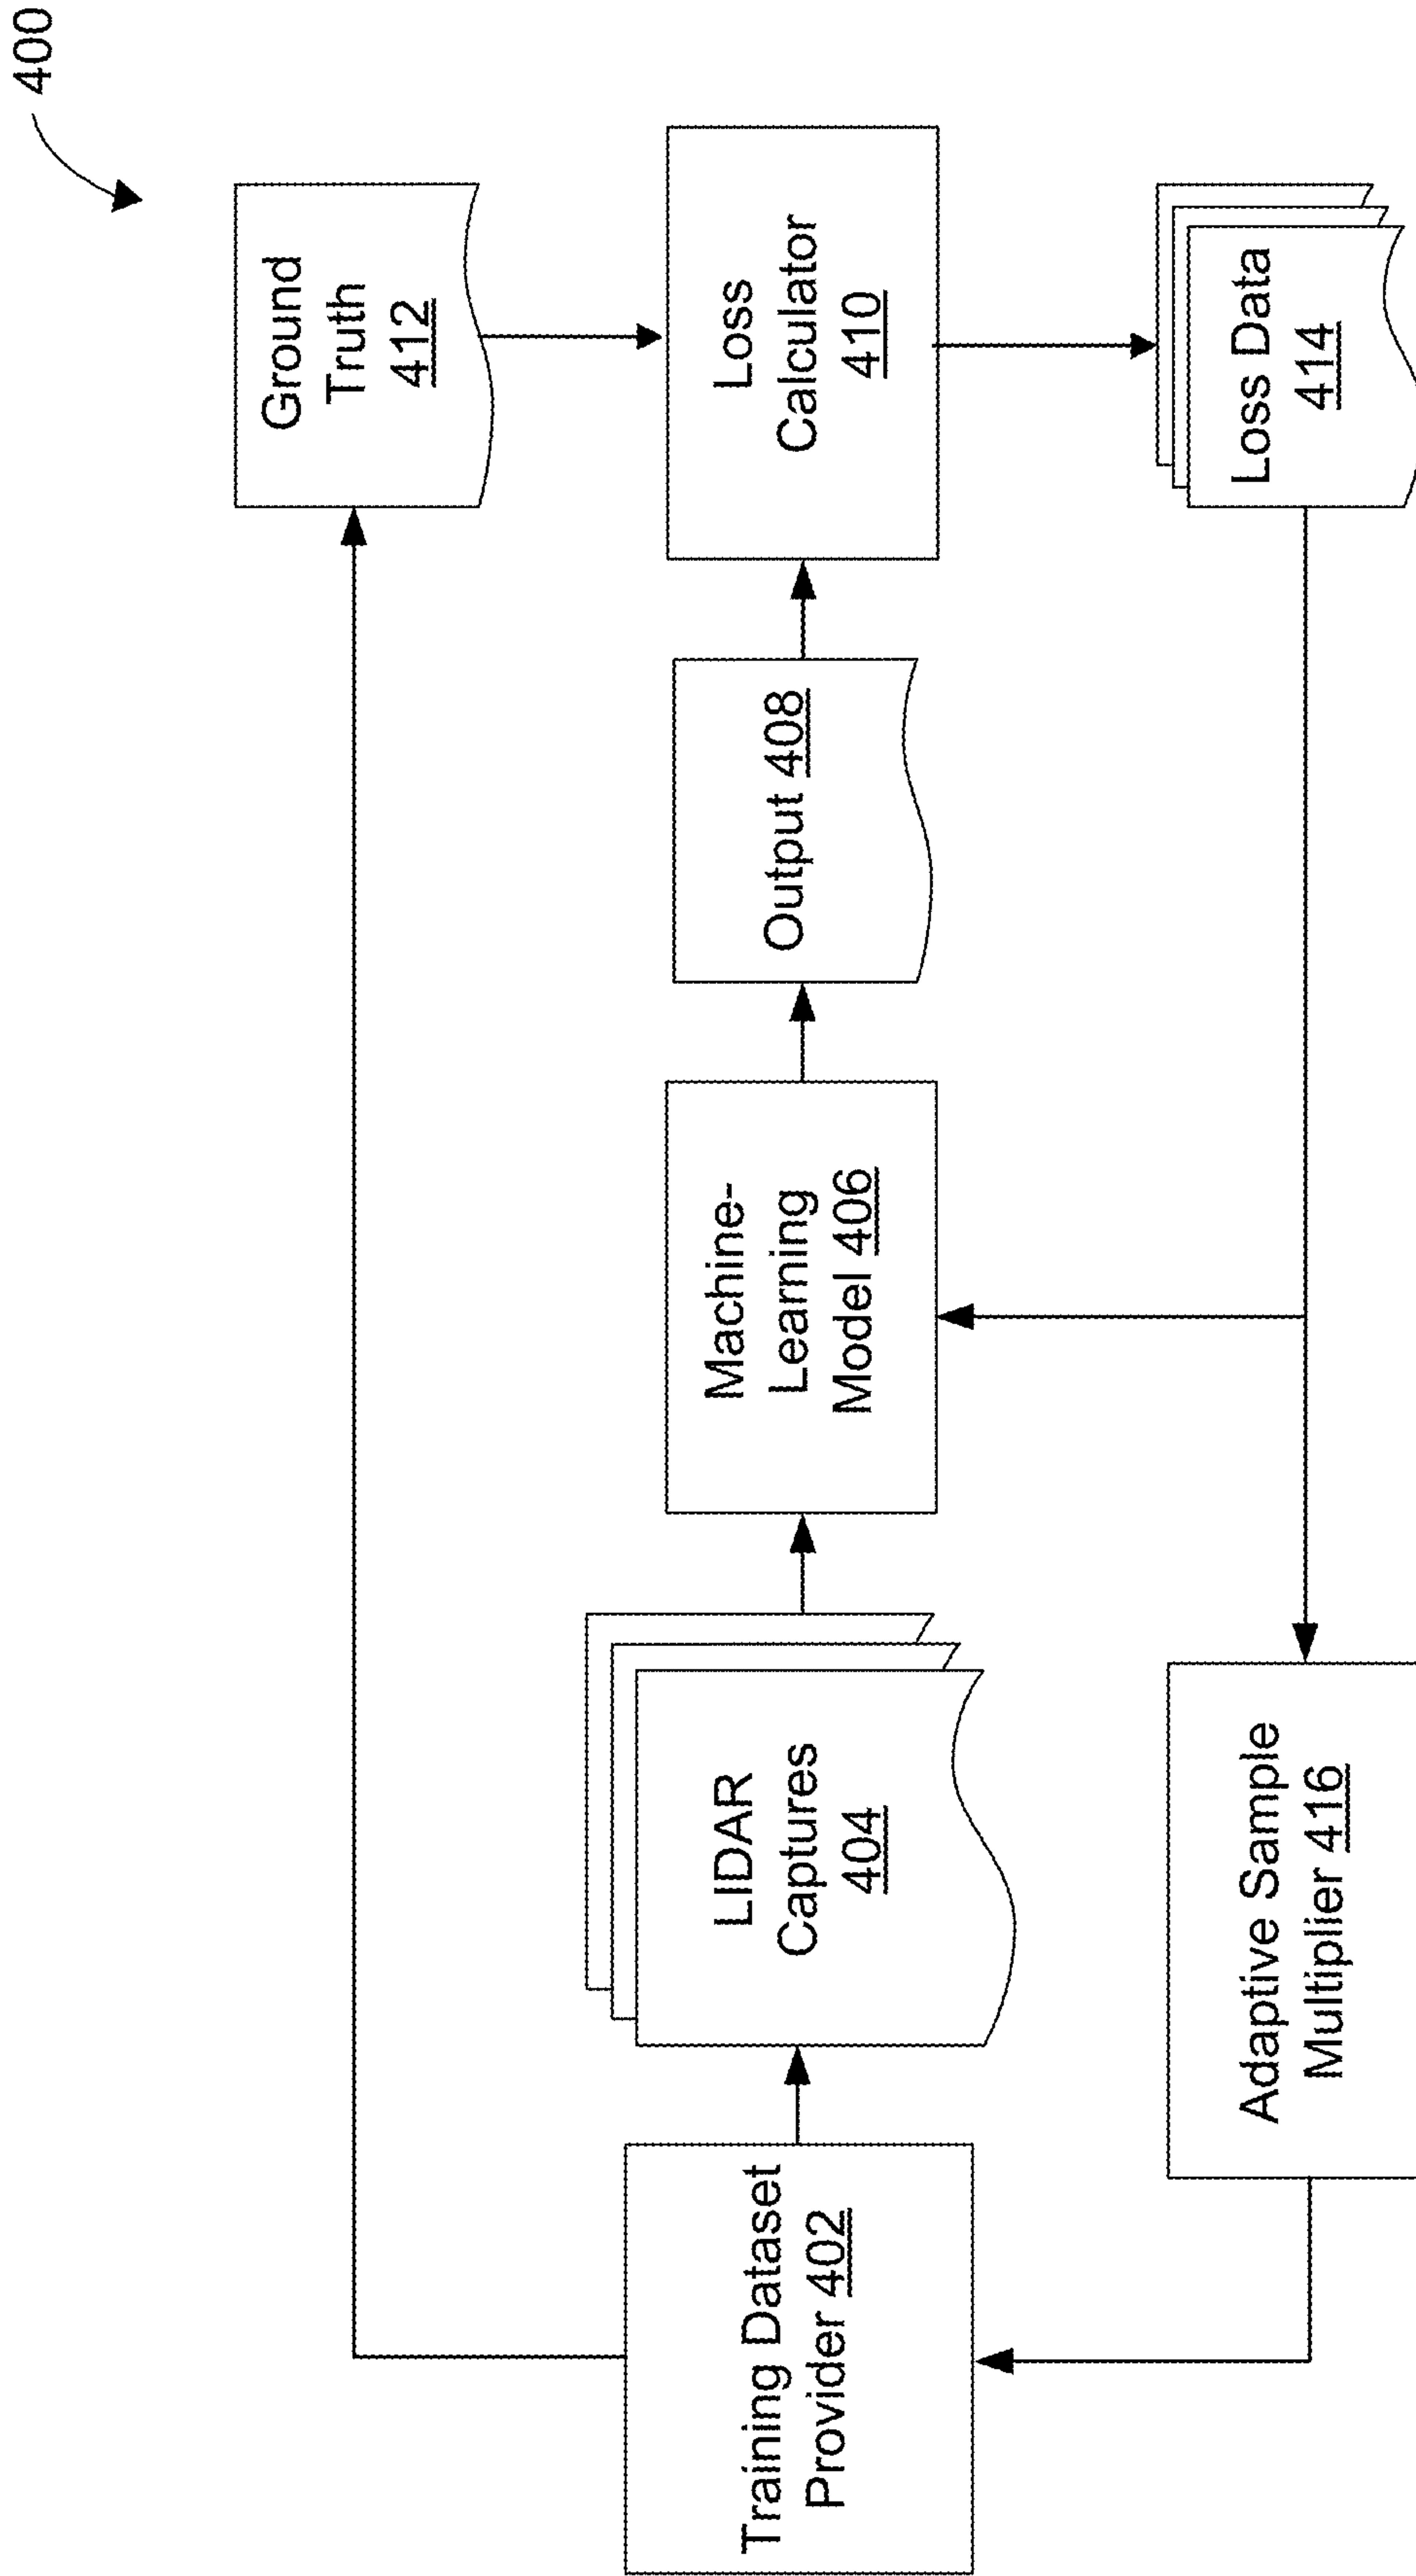 400
Ground
Truth
412
Training Dataset
Provider 402
LIDAR
Captures
404
Machine-
Learning
Model 406
Output 408
Loss
Calculator
410
Adaptive Sample
Multiplier 416
Loss Data
414